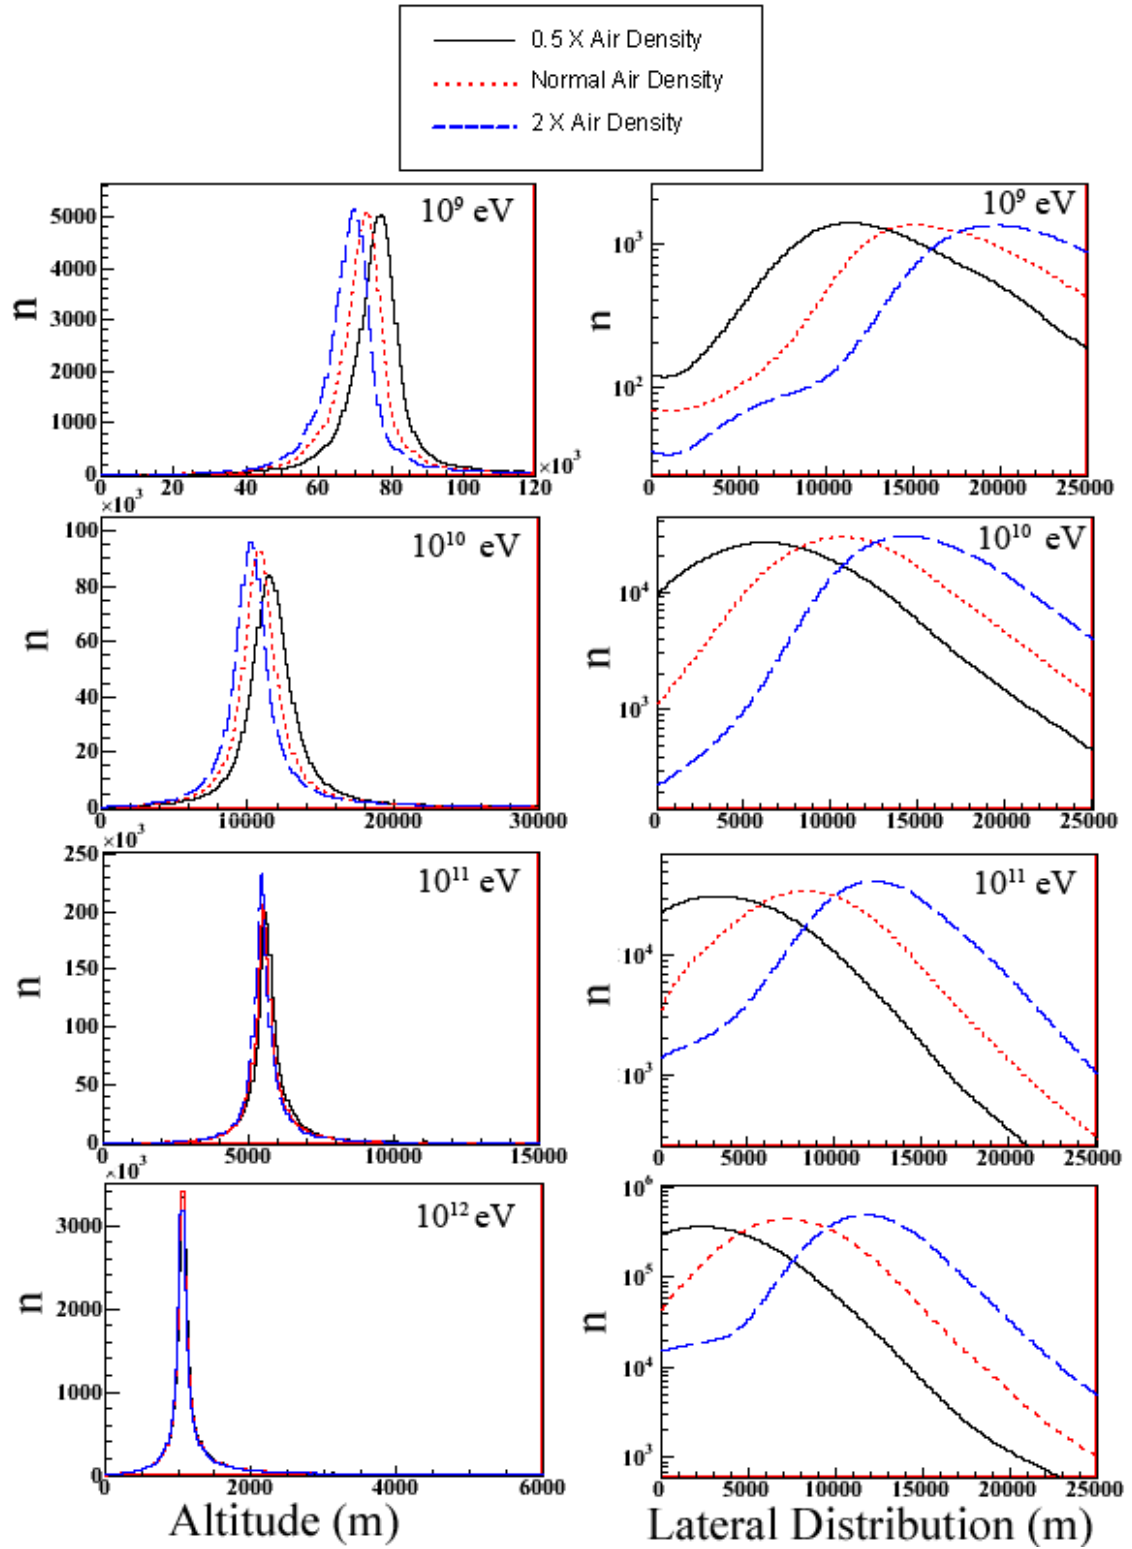 0.5 X Air Density
Normal Air Density
2 X Air Density
10⁹ eV
n
5000
4000
3000
2000
1000
0
0 20 40 60 80 100 120
×10³
10⁹ eV
n
10³
10²
0 5000 10000 15000 20000 25000
×10³
10¹⁰ eV
n
100
80
60
40
20
0
0 10000 20000 30000
10¹⁰ eV
n
10⁴
10³
0 5000 10000 15000 20000 25000
×10³
10¹¹ eV
n
250
200
150
100
50
0
0 5000 10000 15000
10¹¹ eV
n
10⁴
10³
0 5000 10000 15000 20000 25000
×10³
10¹² eV
n
3000
2000
1000
0
0 2000 4000 6000
Altitude (m)
n
10⁶
10⁵
10⁴
10³
0 5000 10000 15000 20000 25000
Lateral Distribution (m)